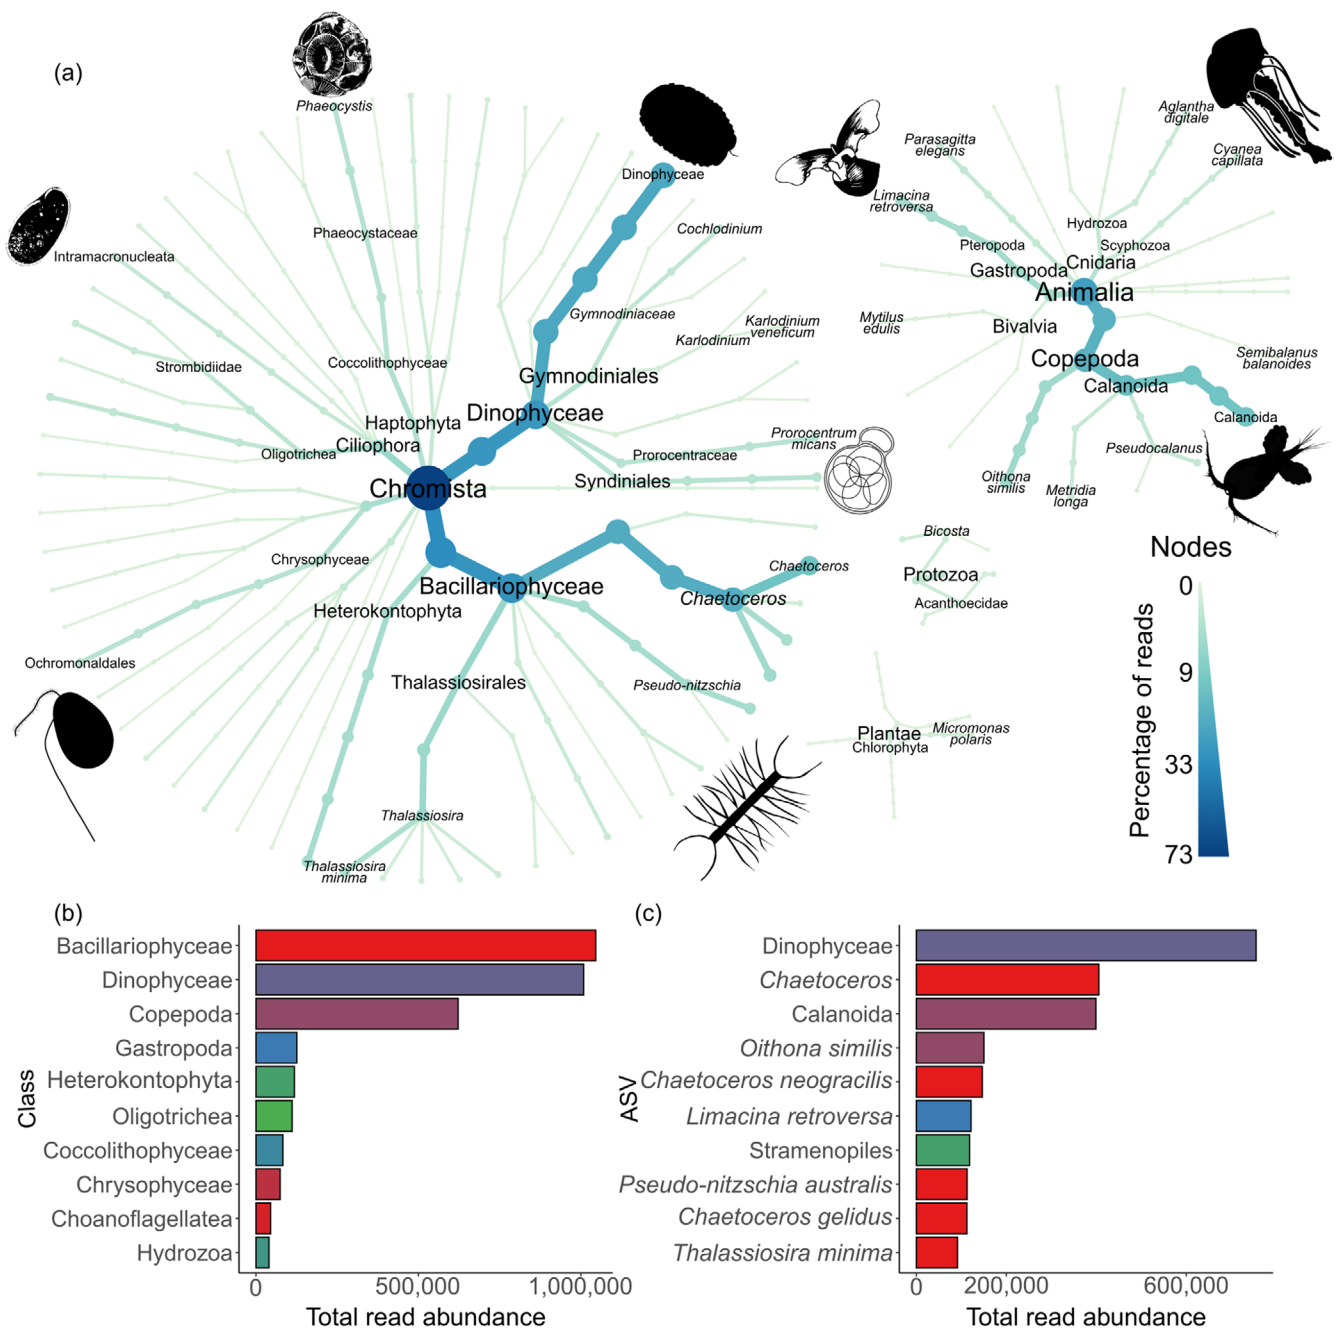 (a)
Phaeocystis
Dinophyceae
Aglantha
digitale
Parasagitta
elegans
Cyanea
capillata
Limacina
retroversa
Cochlodinium
Phaeocystaceae
Hydrozoa
Pteropoda
Scyphozoa
Intramacronucleata
Cnidaria
Gastropoda
Animalia
Gymnodiniaceae
Karlodinium
veneficum
Karlodinium
Mytilus
edulis
Bivalvia
Strombidiidae
Coccolithophyceae
Copepoda
Semibalanus
balanoides
Gymnodiniales
Calanoida
Dinophyceae
Haptophyta
Calanoida
Ciliophora
Oligotrichea
Prorocentrum
micans
Prorocentraceae
Pseudocalanus
Syndiniales
Chromista
Oithona
similis
Metridia
longa
Bicosta
Nodes
Chrysophyceae
Chaetoceros
Protozoa
Bacillariophyceae
Chaetoceros
Acanthoecidae
Heterokontophyta
Ochromonaldales
Thalassiosirales
Pseudo-nitzschia
Plantae
Chlorophyta
Micromonas
polaris
Thalassiosira
Thalassiosira
minima
Percentage of reads
0
9
33
73
(b)
Class
Bacillariophyceae
Dinophyceae
Copepoda
Gastropoda
Heterokontophyta
Oligotrichea
Coccolithophyceae
Chrysophyceae
Choanoflagellatea
Hydrozoa
0 500,000 1,000,000
Total read abundance
(c)
ASV
Dinophyceae
Chaetoceros
Calanoida
Oithona similis
Chaetoceros neogracilis
Limacina retroversa
Stramenopiles
Pseudo-nitzschia australis
Chaetoceros gelidus
Thalassiosira minima
0 200,000 600,000
Total read abundance